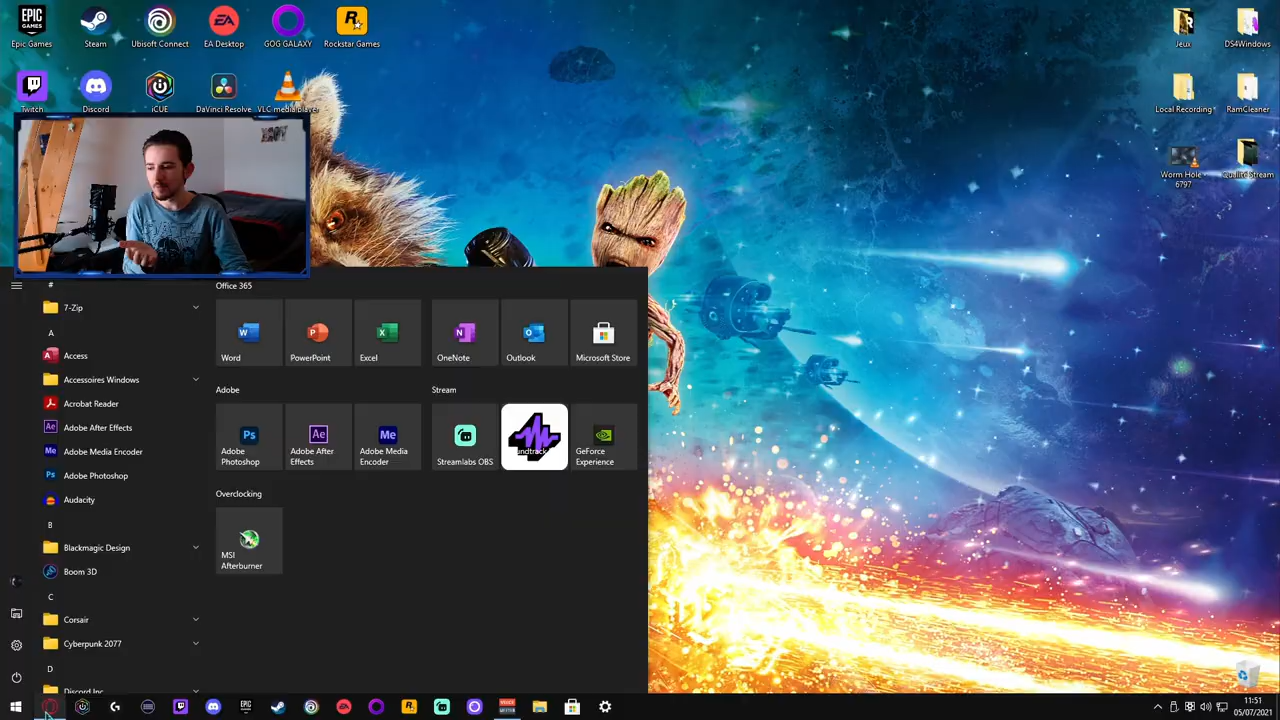 Epic Games
Steam
Ubisoft Connect
EA Desktop
GOG GALAXY
Rockstar Games
Jeux
DS4Windows
Twitch
Discord
iCUE
DaVinci Resolve
VLC media player
Local Recording
RamCleaner
Worm Hole -
6797
Qualité Stream
#
7-Zip
A
Access
Accessoires Windows
Acrobat Reader
Adobe After Effects
Adobe Media Encoder
Adobe Photoshop
Audacity
B
Blackmagic Design
Boom 3D
C
Corsair
Cyberpunk 2077
D
Discord Inc
Office 365
Word
PowerPoint
Excel
OneNote
Outlook
Microsoft Store
Adobe
Stream
Adobe
Photoshop
Adobe After
Effects
Adobe Media
Encoder
Streamlabs OBS
GeForce
Experience
Overclocking
MSI
Afterburner
11:51
05/07/2021